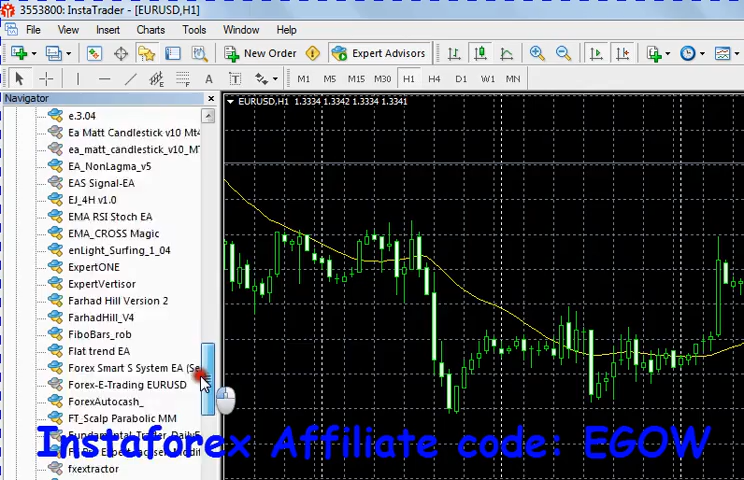 3553800: InstaTrader - [EURUSD,H1]
File View Insert Charts Tools Window Help
New Order Expert Advisors
A T M1 M5 M15 M30 H1 H4 D1 W1 MN
Navigator
EURUSD,H1 1.3334 1.3342 1.3334 1.3341
e.3.04
Ea Matt Candlestick v10 Mt4
ea_matt_candlestick_v10_MT
EA_NonLagma_v5
EAS Signal-EA
EJ_4H v1.0
EMA RSI Stoch EA
EMA_CROSS Magic
enLight_Surfing_1_04
ExpertONE
ExpertVertisor
Farhad Hill Version 2
FarhadHill_V4
FiboBars_rob
Flat trend EA
Forex Smart S System EA (Se
Forex-E-Trading EURUSD
ForexAutocash_
FT_Scalp Parabolic MM
Instaforex Affiliate code: EGOW
fxextractor